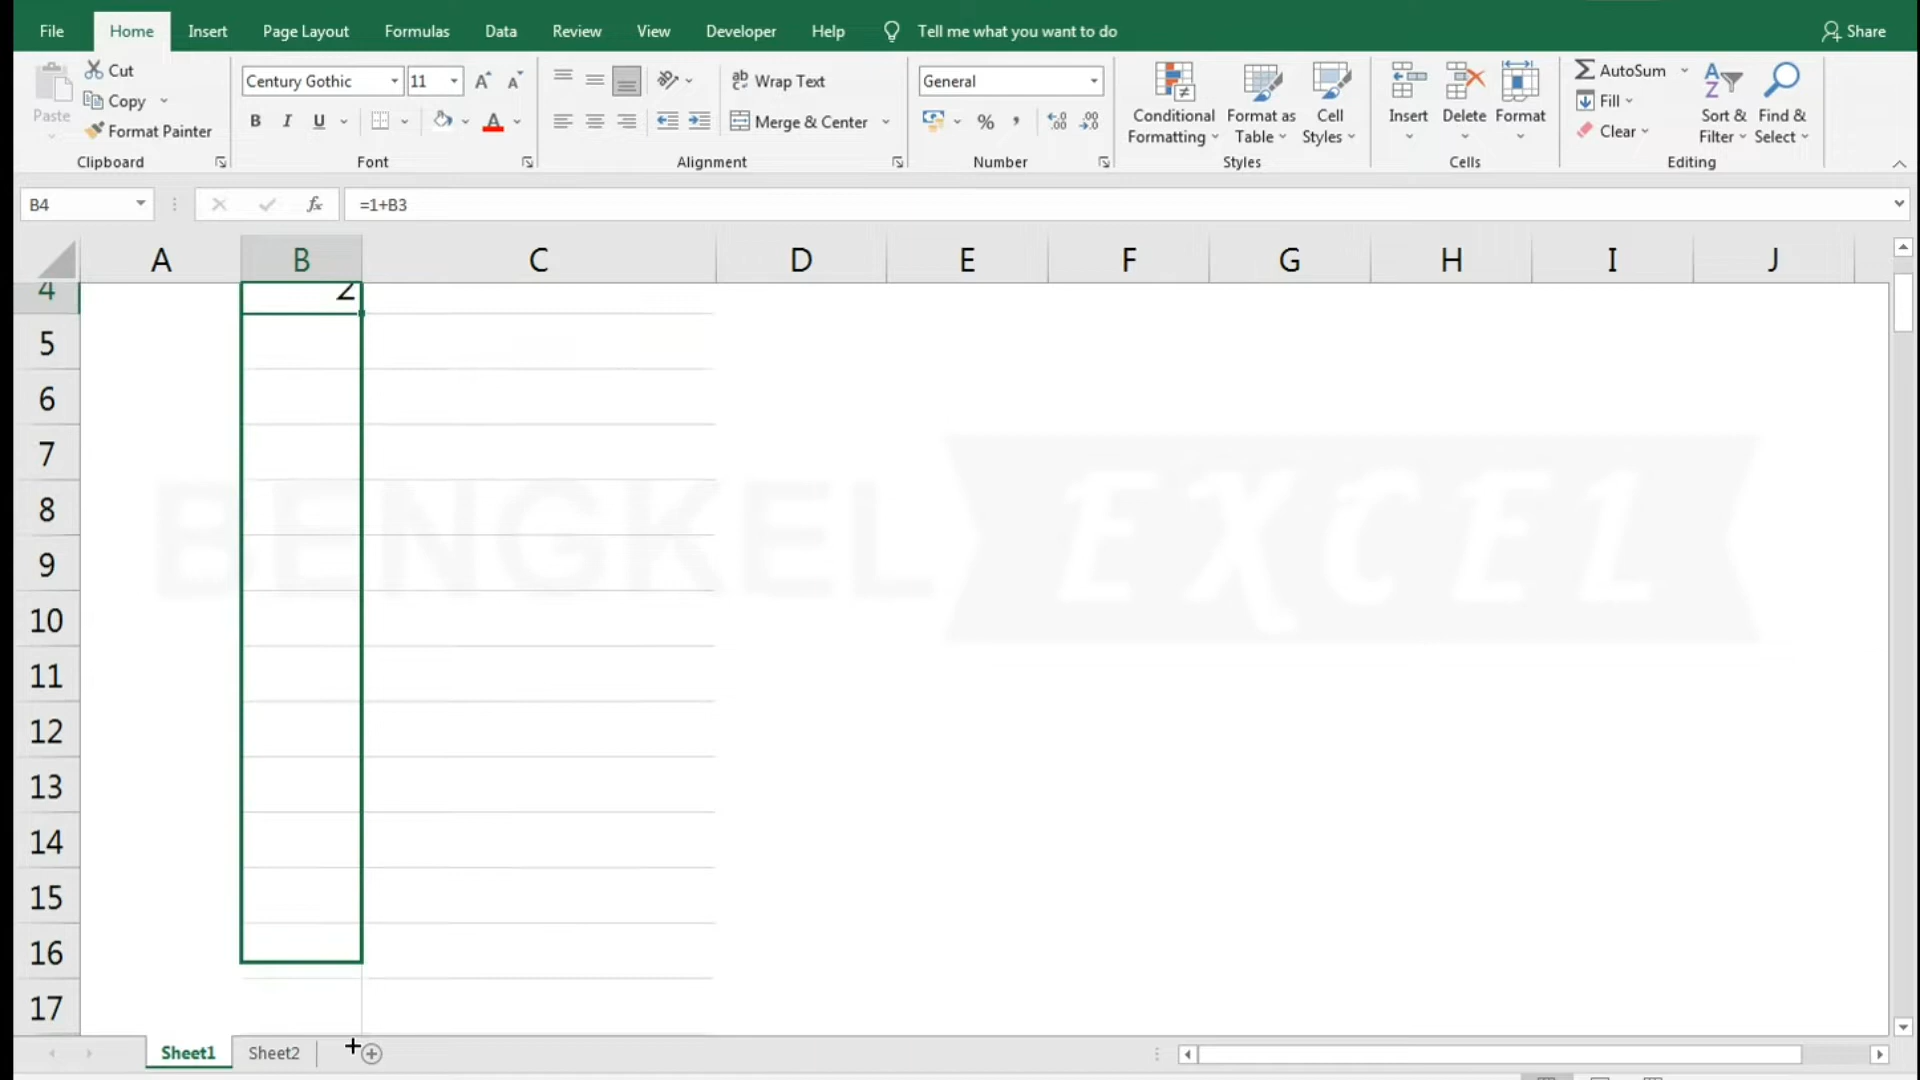 File Home Insert Page Layout Formulas Data Review View Developer Help Tell me what you want to do Share
Paste Cut Copy Format Painter Clipboard
Century Gothic 11 B I U A Font
ab Wrap Text Merge & Center Alignment
General % , Number
Conditional Formatting Format as Table Cell Styles Styles
Insert Delete Format Cells
AutoSum Fill Clear Sort & Filter Find & Select Editing
B4 fx =1+B3
A B C D E F G H I J
4 2
5
6
7
8
BENGKEL EXCEL
9
10
11
12
13
14
15
16
17
Sheet1 Sheet2